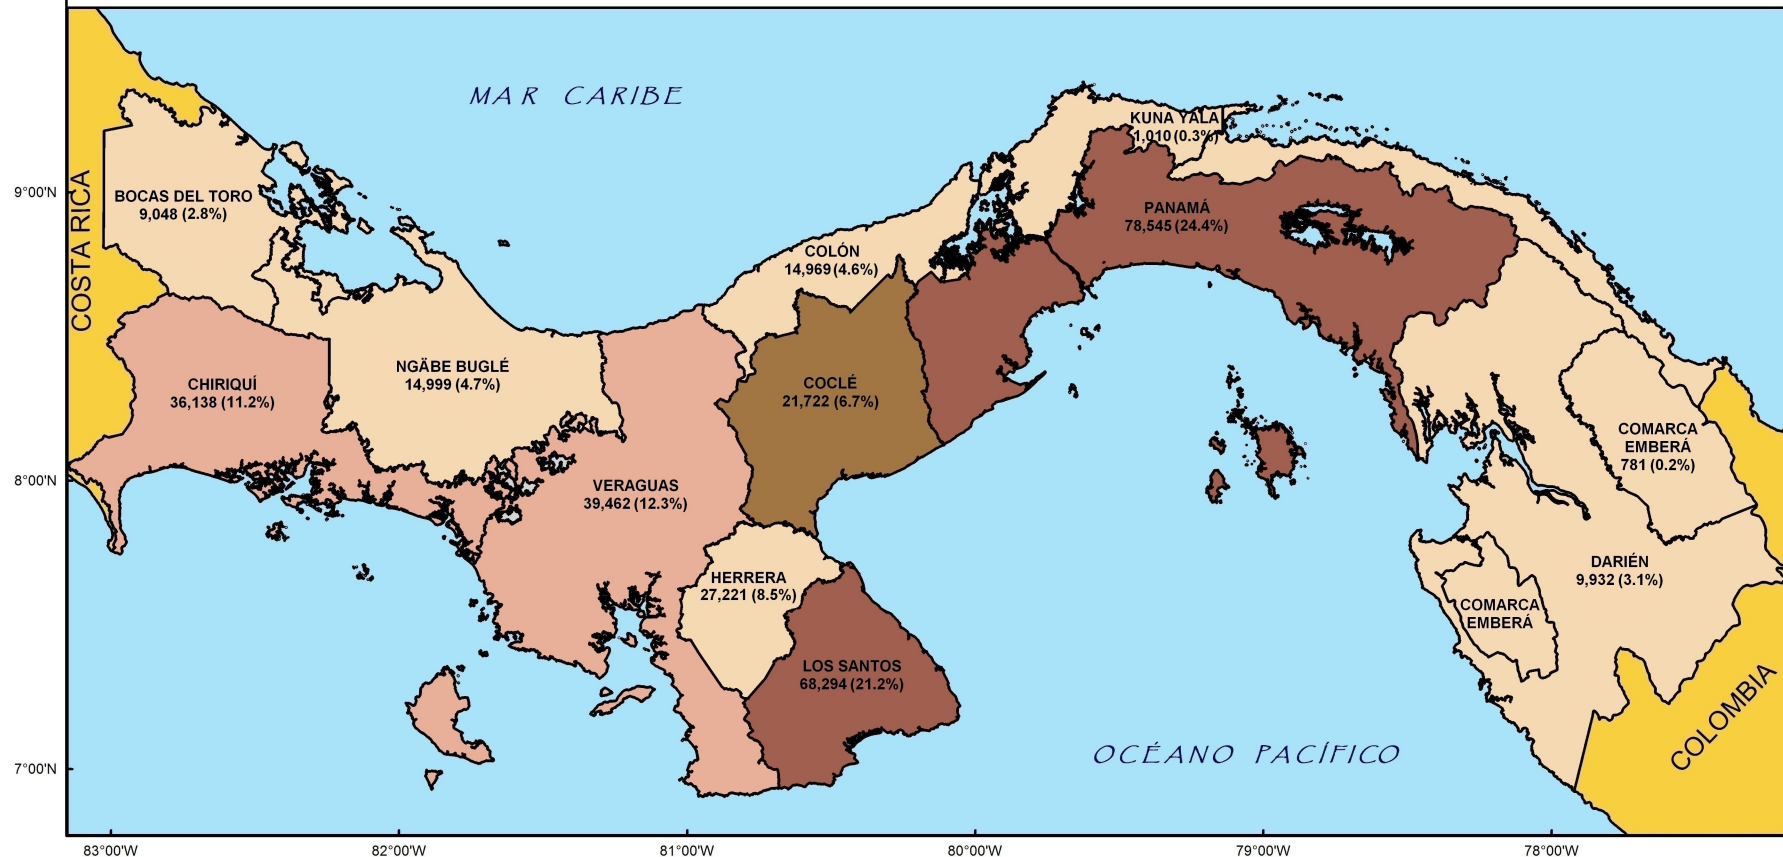 MAR CARIBE
KUNA YALA
1,010 (0.3%)
9°00'N
BOCAS DEL TORO
9,048 (2.8%)
PANAMÁ
78,545 (24.4%)
COSTA RICA
COLÓN
14,969 (4.6%)
NGÄBE BUGLÉ
14,999 (4.7%)
CHIRIQUÍ
36,138 (11.2%)
COCLÉ
21,722 (6.7%)
COMARCA
EMBERÁ
781 (0.2%)
8°00'N
VERAGUAS
39,462 (12.3%)
DARIÉN
9,932 (3.1%)
HERRERA
27,221 (8.5%)
COMARCA
EMBERÁ
LOS SANTOS
68,294 (21.2%)
COLOMBIA
OCÉANO PACÍFICO
7°00'N
83°00'W
82°00'W
81°00'W
80°00'W
79°00'W
78°00'W